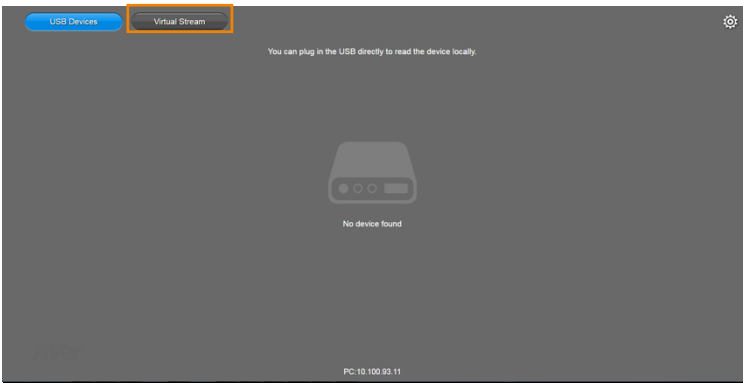 USB Devices
Virtual Stream
You can plug in the USB directly to read the device locally.
No device found
PC:10.100.93.11